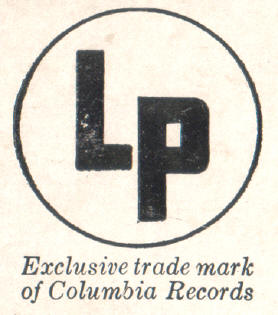 LP
Exclusive trade mark
of Columbia Records